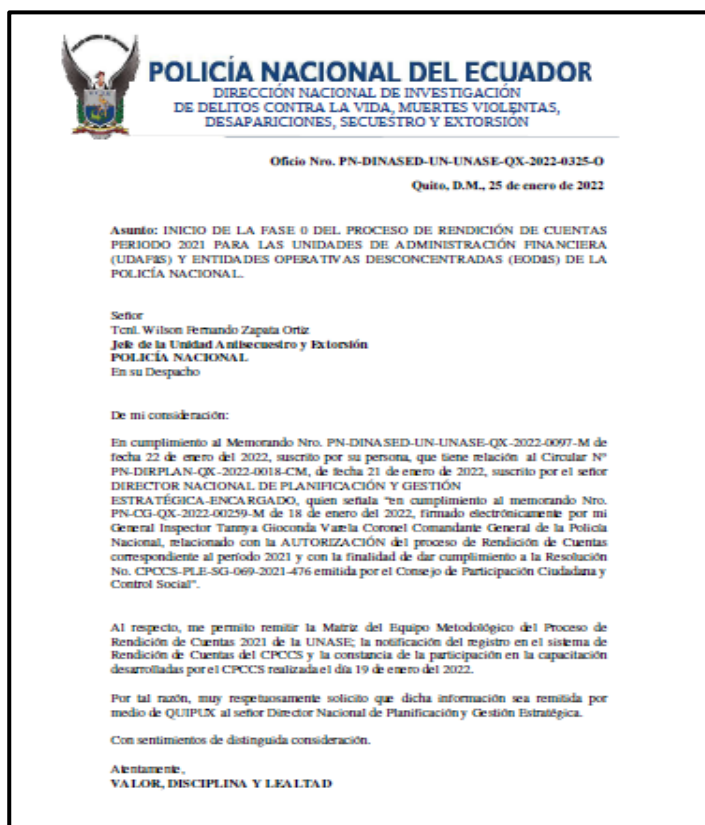 POLICÍA NACIONAL DEL ECUADOR
DIRECCIÓN NACIONAL DE INVESTIGACIÓN
DE DELITOS CONTRA LA VIDA, MUERTES VIOLENTAS,
DESAPARICIONES, SECUESTRO Y EXTORSIÓN
Oficio Nro. PN-DINASED-UN-UNASE-QX-2022-0325-O
Quito, D.M., 25 de enero de 2022
Asunto: INICIO DE LA FASE 0 DEL PROCESO DE RENDICIÓN DE CUENTAS
PERIODO 2021 PARA LAS UNIDADES DE ADMINISTRACIÓN FINANCIERA
(UDAF&S) Y ENTIDADES OPERATIVAS DESCONCENTRADAS (EOD&S) DE LA
POLICÍA NACIONAL.
Señor
Tcnl. Wilson Fernando Zapata Ortiz
Jefe de la Unidad Antisecuestro y Extorsión
POLICÍA NACIONAL
En su Despacho
De mi consideración:
En cumplimiento al Memorando Nro. PN-DINASED-UN-UNASE-QX-2022-0097-M de
fecha 22 de enero del 2022, suscrito por su persona, que tiene relación al Circular N°
PN-DIRPLAN-QX-2022-0018-CM, de fecha 21 de enero de 2022, suscrito por el señor
DIRECTOR NACIONAL DE PLANIFICACIÓN Y GESTIÓN
ESTRATÉGICA-ENCARGADO, quien señala "en cumplimiento al memorando Nro.
PN-CG-QX-2022-00259-M de 18 de enero del 2022, firmado electrónicamente por mi
General Inspector Tannya Gioconda Varela Coronel Comandante General de la Policía
Nacional, relacionado con la AUTORIZACIÓN del proceso de Rendición de Cuentas
correspondiente al período 2021 y con la finalidad de dar cumplimiento a la Resolución
No. CPCCS-PLE-SG-069-2021-476 emitida por el Consejo de Participación Ciudadana y
Control Social".
Al respecto, me permito remitir la Matriz del Equipo Metodológico del Proceso de
Rendición de Cuentas 2021 de la UNASE; la notificación del registro en el sistema de
Rendición de Cuentas del CPCCS y la constancia de la participación en la capacitación
desarrolladas por el CPCCS realizada el día 19 de enero del 2022.
Por tal razón, muy respetuosamente solicito que dicha información sea remitida por
medio de QUIPUX al señor Director Nacional de Planificación y Gestión Estratégica.
Con sentimientos de distinguida consideración.
Atentamente,
VALOR, DISCIPLINA Y LEALTAD